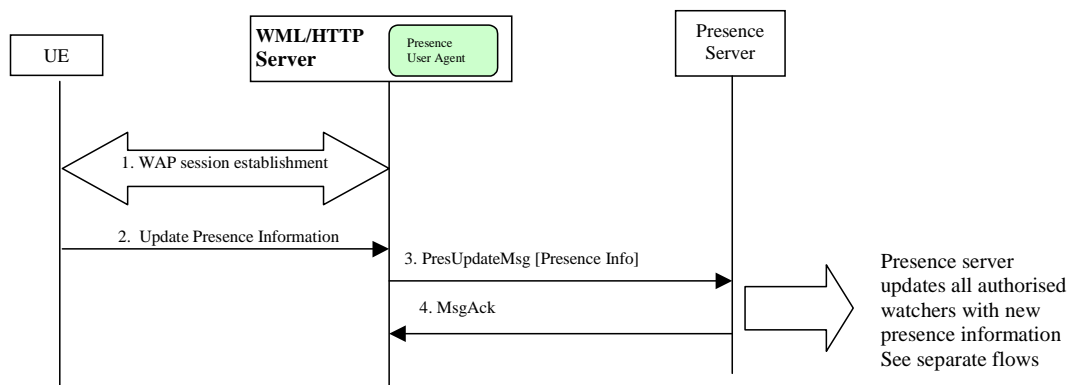 UE
WML/HTTP
Server
Presence
User Agent
Presence
Server
1. WAP session establishment
2. Update Presence Information
3. PresUpdateMsg [Presence Info]
4. MsgAck
Presence server
updates all authorised
watchers with new
presence information
See separate flows